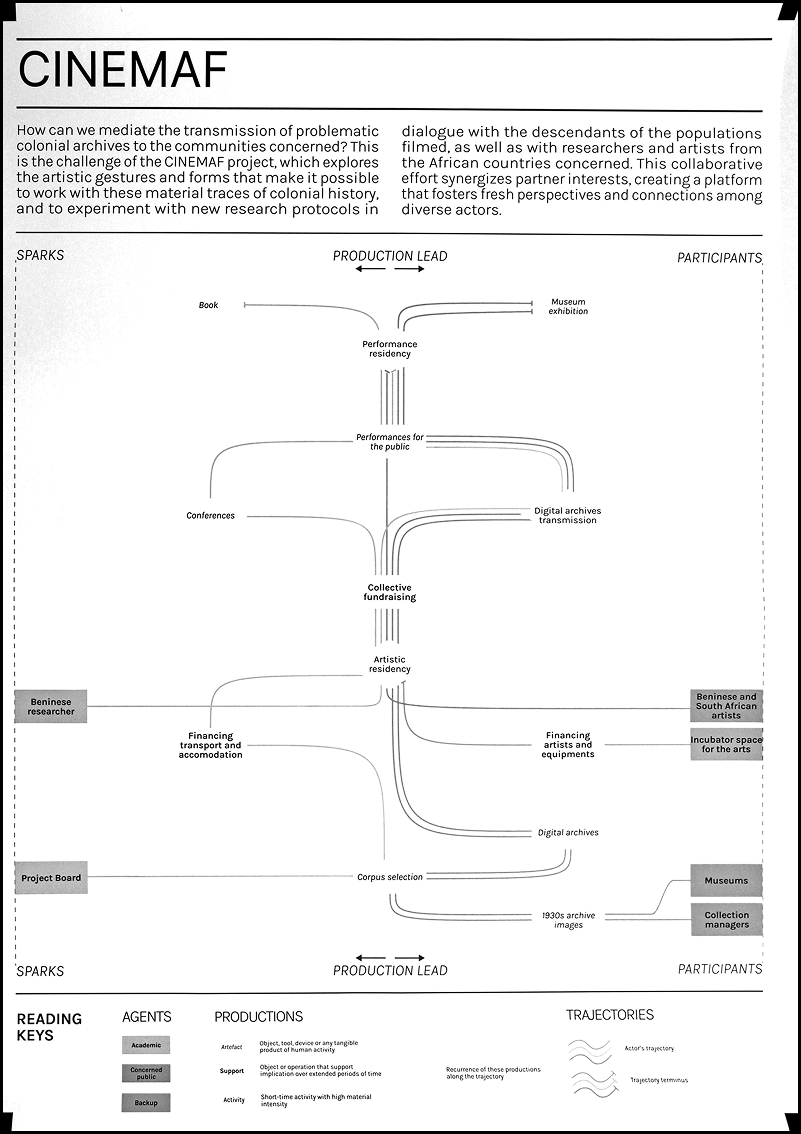 CINEMAF
How can we mediate the transmission of problematic
colonial archives to the communities concerned? This
is the challenge of the CINEMAF project, which explores
the artistic gestures and forms that make it possible
to work with these material traces of colonial history,
and to experiment with new research protocols in
dialogue with the descendants of the populations
filmed, as well as with researchers and artists from
the African countries concerned. This collaborative
effort synergizes partner interests, creating a platform
that fosters fresh perspectives and connections among
diverse actors.
SPARKS
PRODUCTION LEAD
PARTICIPANTS
Book
Museum
exhibition
Performance
residency
Performances for
the public
Conferences
Digital archives
transmission
Collective
fundraising
Artistic
residency
Beninese
researcher
Beninese and
South African
artists
Financing
transport and
accomodation
Financing
artists and
equipments
Incubator space
for the arts
Digital archives
Project Board
Corpus selection
Museums
1930s archive
images
Collection
managers
SPARKS
PRODUCTION LEAD
PARTICIPANTS
READING
KEYS
AGENTS
Academic
Concerned
public
Backup
PRODUCTIONS
Artefact
Object, tool, device or any tangible
product of human activity
Support
Object or operation that support
implication over extended periods of time
Activity
Short-time activity with high material
intensity
Recurrence of these productions
along the trajectory
TRAJECTORIES
Actor's trajectory
Trajectory terminus